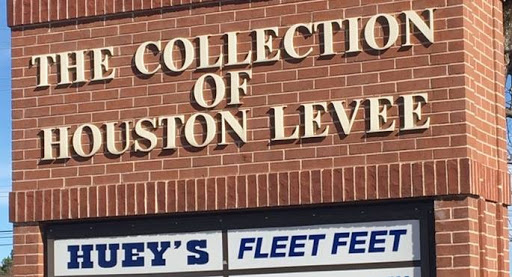 THE COLLECTION
OF
HOUSTON LEVEE
HUEY'S
FLEET FEET